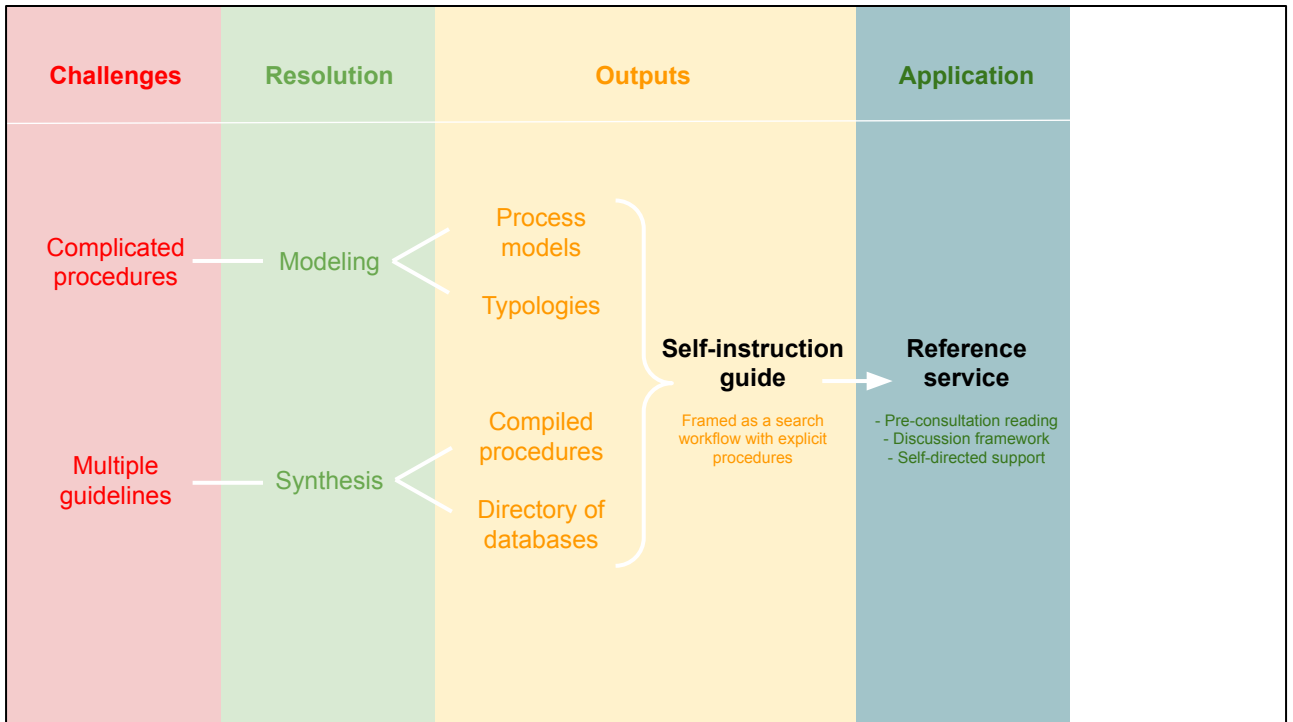 Challenges
Resolution
Outputs
Application
Complicated
procedures
Modeling
Process
models
Typologies
Multiple
guidelines
Synthesis
Compiled
procedures
Directory of
databases
Self-instruction
guide
Framed as a search
workflow with explicit
procedures
Reference
service
- Pre-consultation reading
- Discussion framework
- Self-directed support